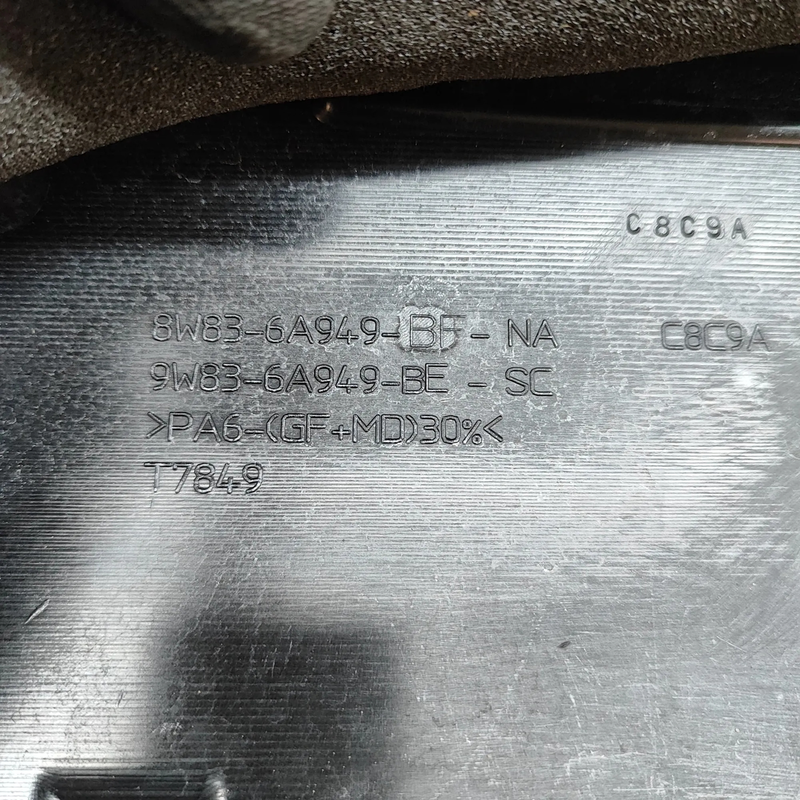 C8C9A
8W83-6A949-BF- NA C8C9A
9W83-6A949-BE - SC
>PA6-(GF+MD)30%<
T7849